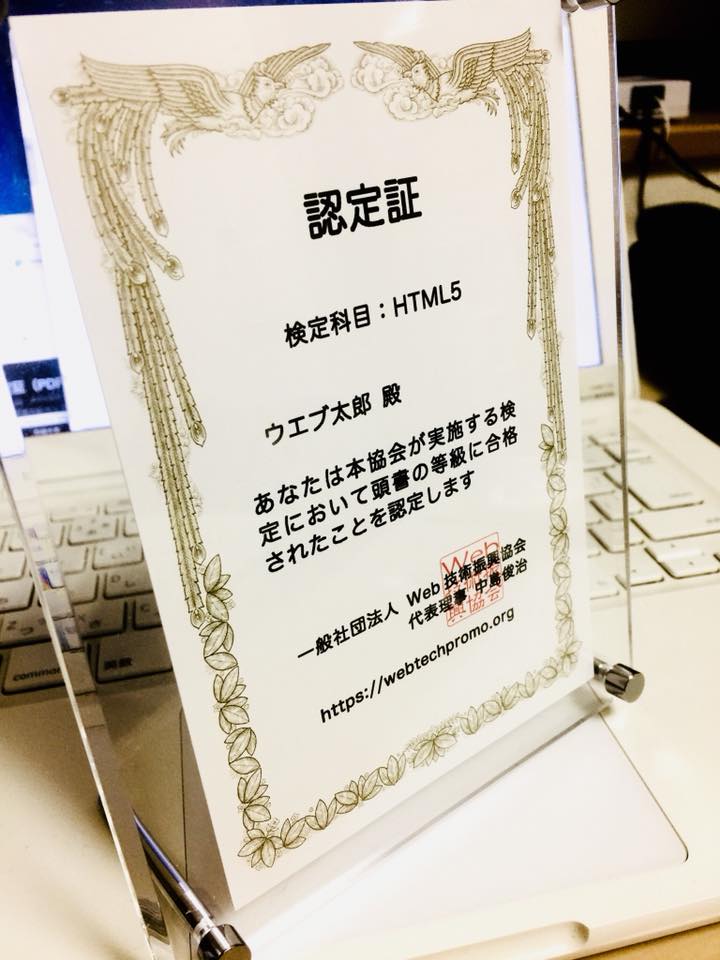 認定証
検定科目：HTML5
ウエブ太郎 殿
あなたは本協会が実施する検
定において頭書の等級に合格
されたことを認定します
一般社団法人 Web技術振興協会
代表理事 中島俊治
https://webtechpromo.org
(PDF
command
英数